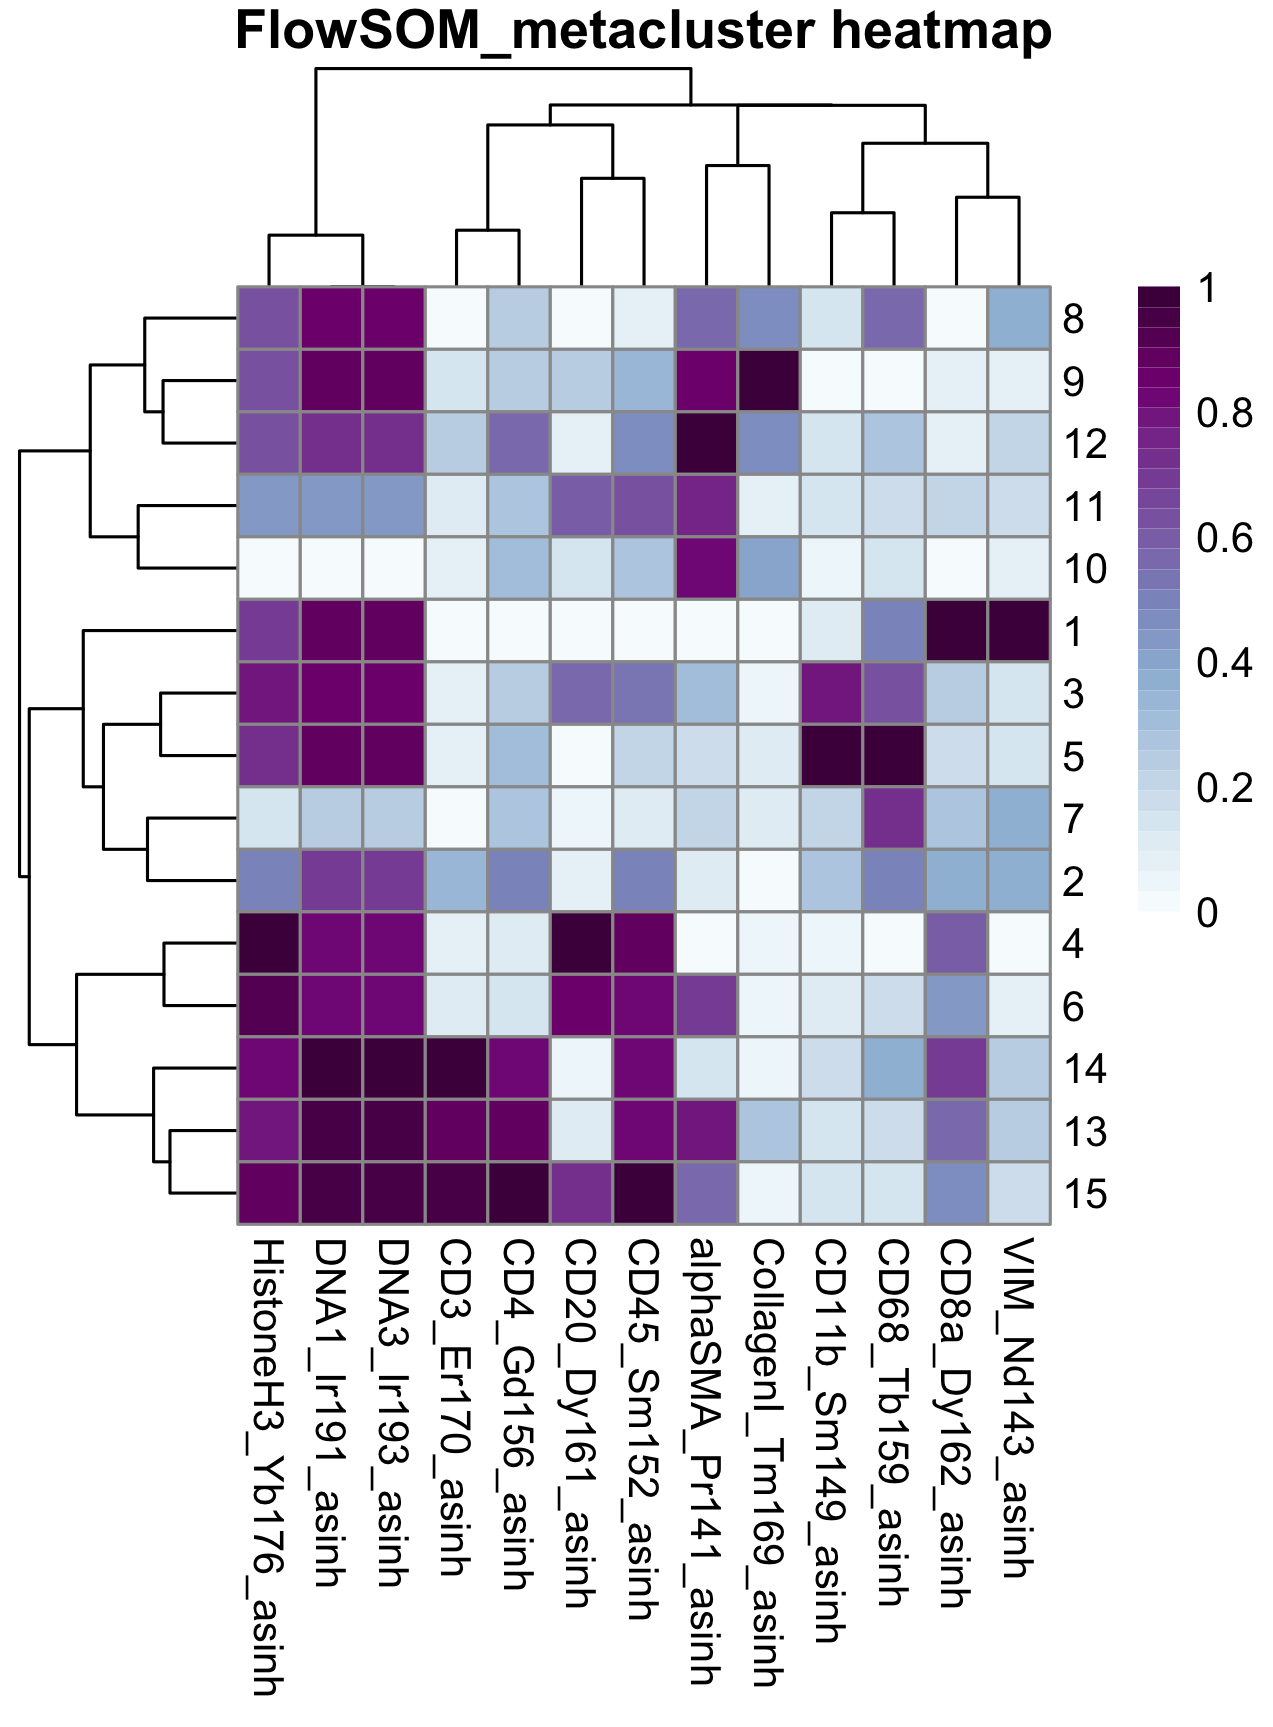 FlowSOM_metacluster heatmap
8
9
12
11
10
1
3
5
7
2
4
6
14
13
15
1
0.8
0.6
0.4
0.2
0
HistoneH3_Yb176_asinh
DNA1_Ir191_asinh
DNA3_Ir193_asinh
CD3_Er170_asinh
CD4_Gd156_asinh
CD20_Dy161_asinh
CD45_Sm152_asinh
alphaSMA_Pr141_asinh
CollagenI_Tm169_asinh
CD11b_Sm149_asinh
CD68_Tb159_asinh
CD8a_Dy162_asinh
VIM_Nd143_asinh